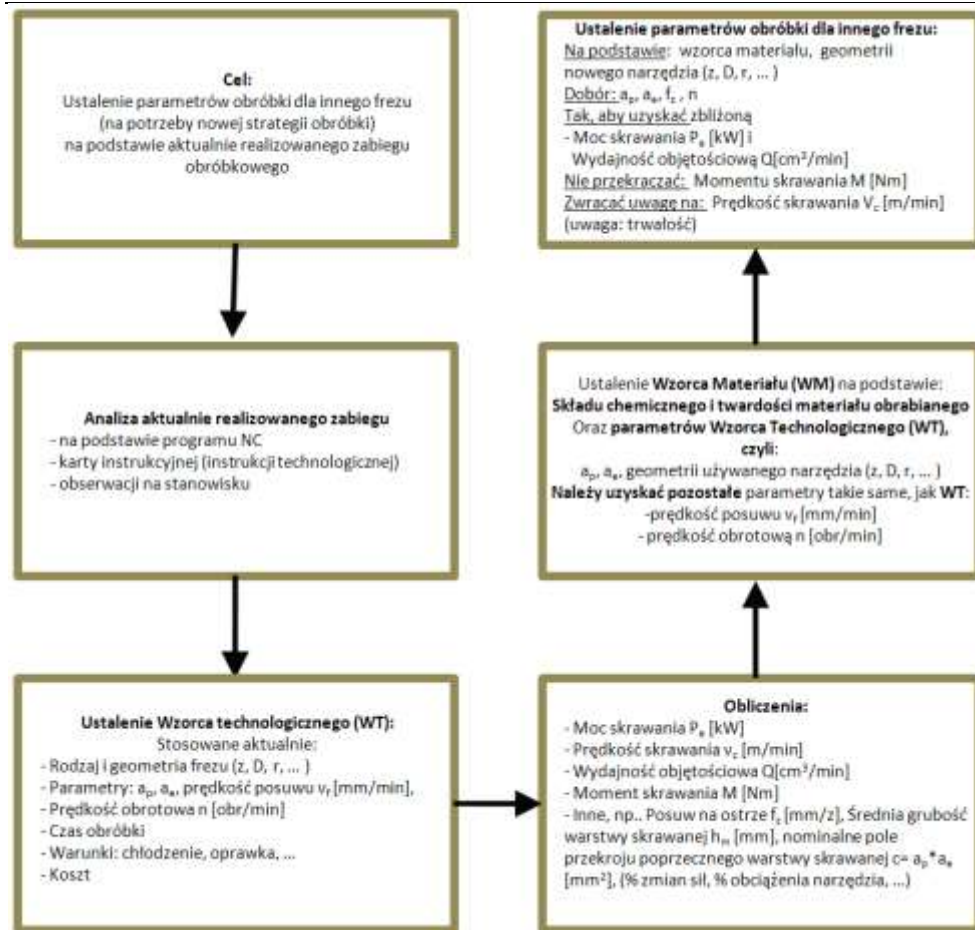 Cel:
Ustalenie parametrów obróbki dla innego frezu
(na potrzeby nowej strategii obróbki)
na podstawie aktualnie realizowanego zabiegu
obróbkowego
Analiza aktualnie realizowanego zabiegu
- na podstawie programu NC
- karty instrukcyjnej (instrukcji technologicznej)
- obserwacji na stanowisku
Ustalenie Wzorca technologicznego (WT):
Stosowane aktualnie:
- Rodzaj i geometria frezu (z, D, r, ... )
- Parametry: aₚ, aₑ, prędkość posuwu v_f [mm/min],
- Prędkość obrotowa n [obr/min]
- Czas obróbki
- Warunki: chłodzenie, oprawka, ...
- Koszt
Obliczenia:
- Moc skrawania Pₑ [kW]
- Prędkość skrawania v_c [m/min]
- Wydajność objętościowa Q[cm³/min]
- Moment skrawania M [Nm]
- Inne, np.. Posuw na ostrze f_z [mm/z], Średnia grubość
warstwy skrawanej hₘ [mm], nominalne pole
przekroju poprzecznego warstwy skrawanej c= aₚ*aₑ
[mm²], (% zmian sił, % obciążenia narzędzia, ...)
Ustalenie Wzorca Materiału (WM) na podstawie:
Składu chemicznego i twardości materiału obrabianego
Oraz parametrów Wzorca Technologicznego (WT),
czyli:
aₚ, aₑ, geometrii używanego narzędzia (z, D, r, ... )
Należy uzyskać pozostałe parametry takie same, jak WT:
-prędkość posuwu v_f [mm/min]
- prędkość obrotową n [obr/min]
Ustalenie parametrów obróbki dla innego frezu:
Na podstawie: wzorca materiału, geometrii
nowego narzędzia (z, D, r, ... )
Dobór: aₚ, aₑ, f_z , n
Tak, aby uzyskać zbliżoną
- Moc skrawania Pₑ [kW] i
Wydajność objętościową Q[cm³/min]
Nie przekraczać: Momentu skrawania M [Nm]
Zwracać uwagę na: Prędkość skrawania V_c [m/min]
(uwaga: trwałość)